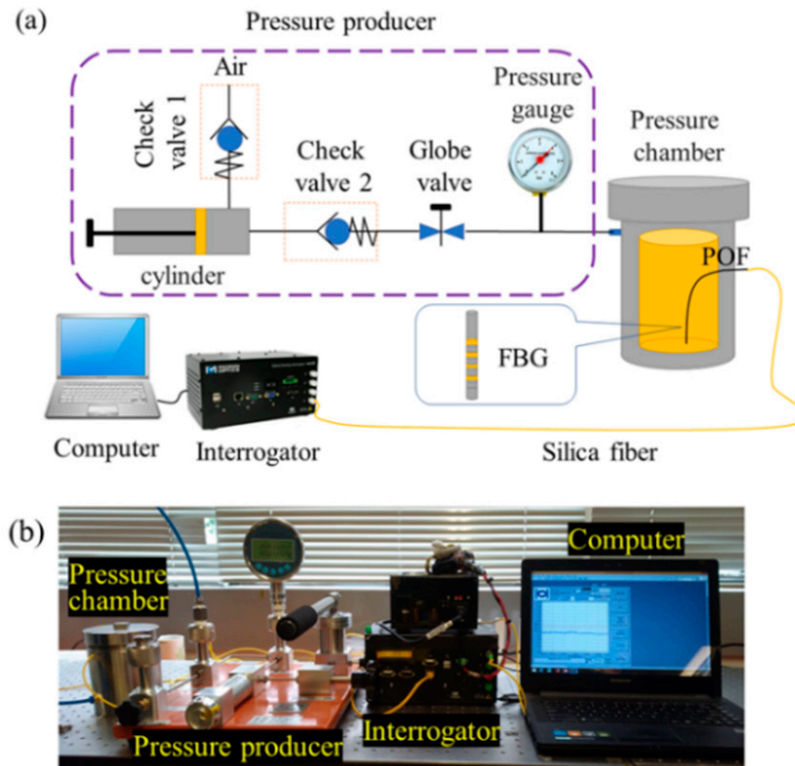 (a)
Pressure producer
Air
Check
valve 1
Check
valve 2
Globe
valve
Pressure
gauge
Pressure
chamber
cylinder
POF
FBG
Computer
Interrogator
Silica fiber
(b)
Pressure
chamber
Computer
Pressure producer
Interrogator